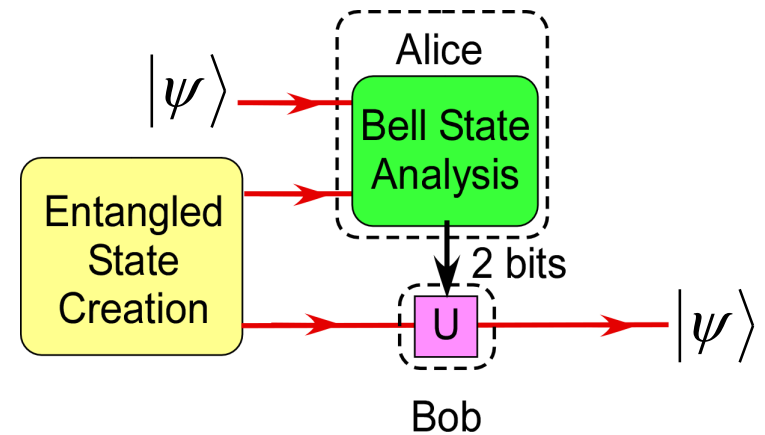 Alice
|ψ⟩
Bell State
Analysis
Entangled
State
Creation
2 bits
U
|ψ⟩
Bob